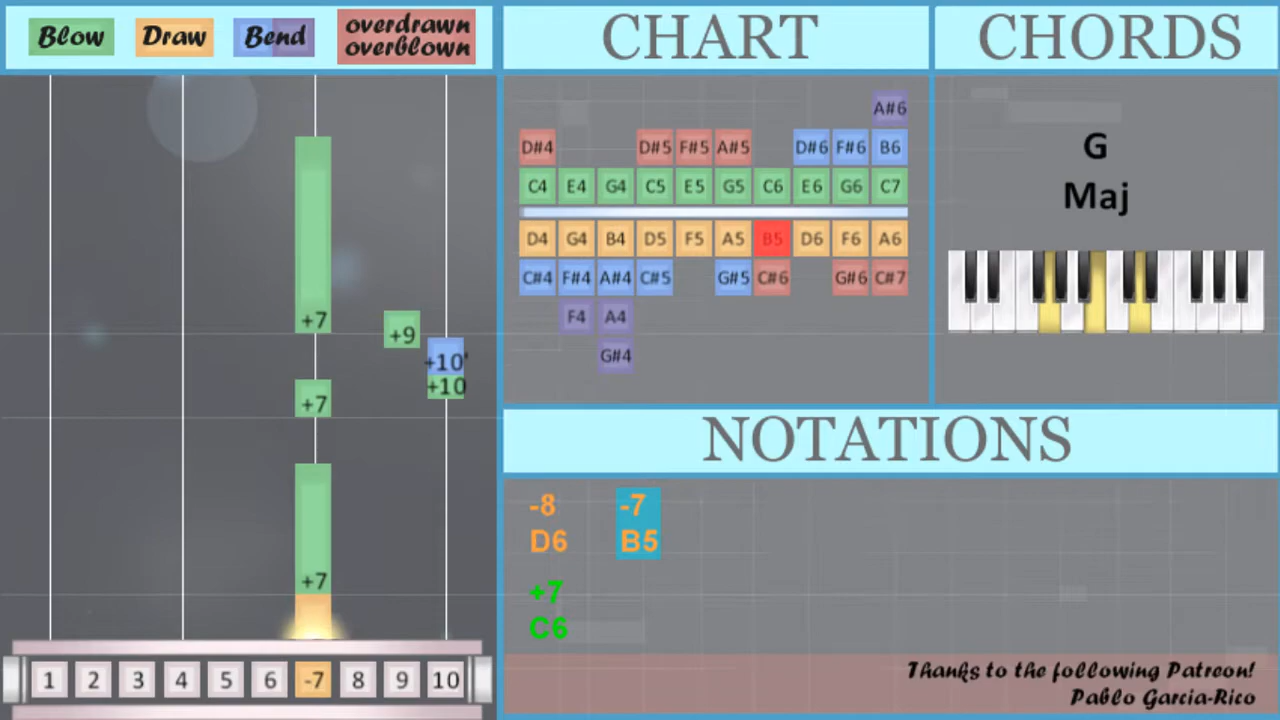 Blow Draw Bend overdrawn
overblown
CHART
CHORDS
A#6
D#4 D#5 F#5 A#5 D#6 F#6 B6
C4 E4 G4 C5 E5 G5 C6 E6 G6 C7
D4 G4 B4 D5 F5 A5 B5 D6 F6 A6
C#4 F#4 A#4 C#5 G#5 C#6 G#6 C#7
F4 A4
G#4
G
Maj
+7
+9
+10'
+10
+7
+7
1 2 3 4 5 6 -7 8 9 10
NOTATIONS
-8 -7
D6 B5
+7
C6
Thanks to the following Patreon!
Pablo Garcia-Rico